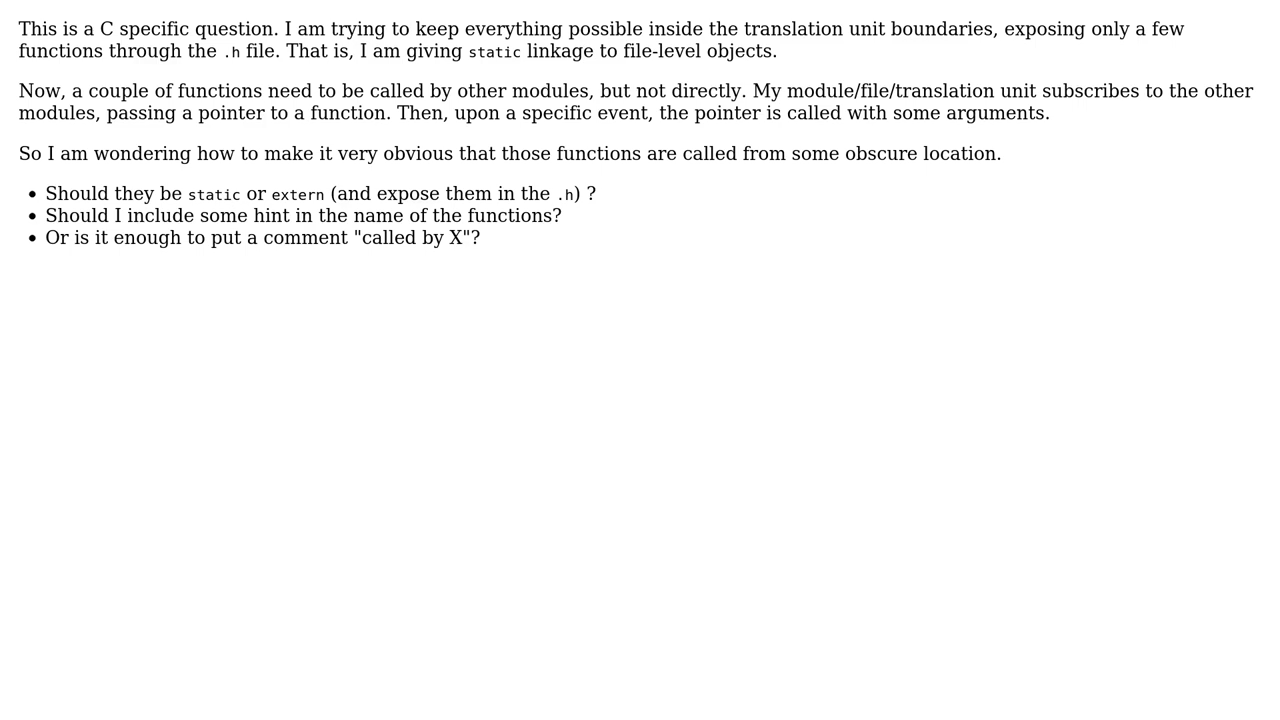 This is a C specific question. I am trying to keep everything possible inside the translation unit boundaries, exposing only a few
functions through the .h file. That is, I am giving static linkage to file-level objects.
Now, a couple of functions need to be called by other modules, but not directly. My module/file/translation unit subscribes to the other
modules, passing a pointer to a function. Then, upon a specific event, the pointer is called with some arguments.
So I am wondering how to make it very obvious that those functions are called from some obscure location.
• Should they be static or extern (and expose them in the .h) ?
• Should I include some hint in the name of the functions?
• Or is it enough to put a comment "called by X"?